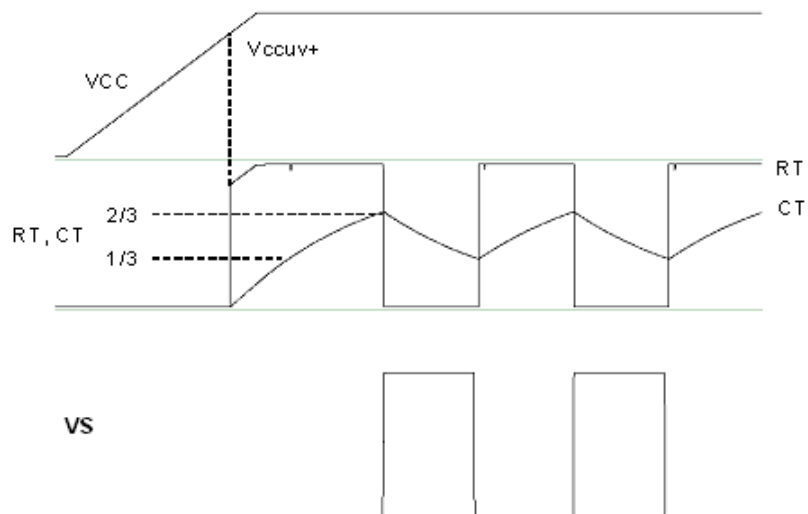 Vccuv+
VCC
RT
2/3
CT
RT, CT
1/3
VS